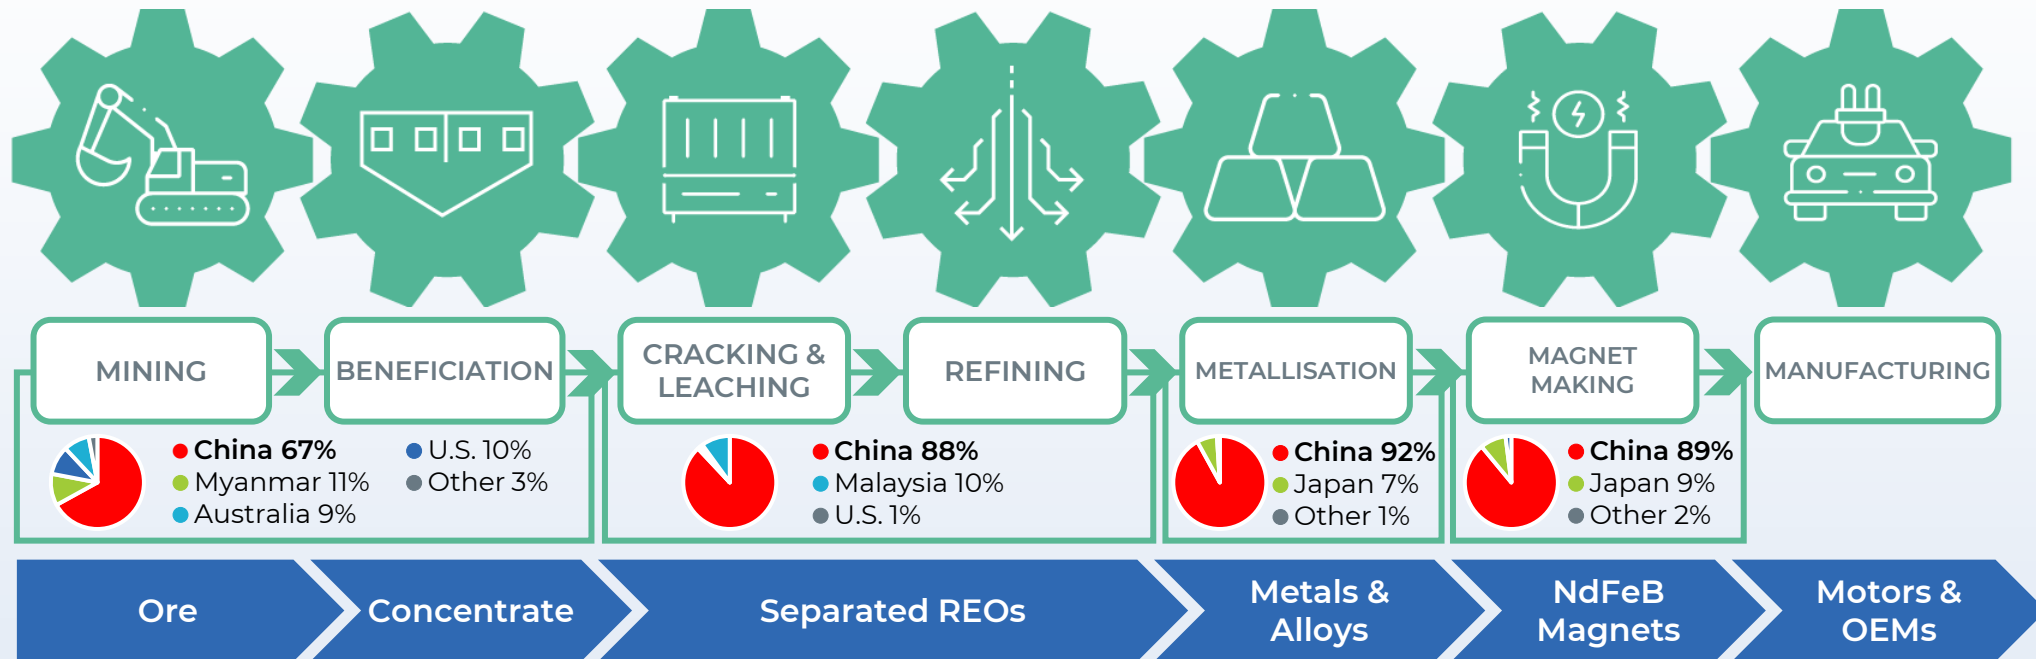 MINING
BENEFICIATION
CRACKING &
LEACHING
REFINING
METALLISATION
MAGNET
MAKING
MANUFACTURING
China 67%
Myanmar 11%
Australia 9%
U.S. 10%
Other 3%
China 88%
Malaysia 10%
U.S. 1%
China 92%
Japan 7%
Other 1%
China 89%
Japan 9%
Other 2%
Ore
Concentrate
Separated REOs
Metals &
Alloys
NdFeB
Magnets
Motors &
OEMs